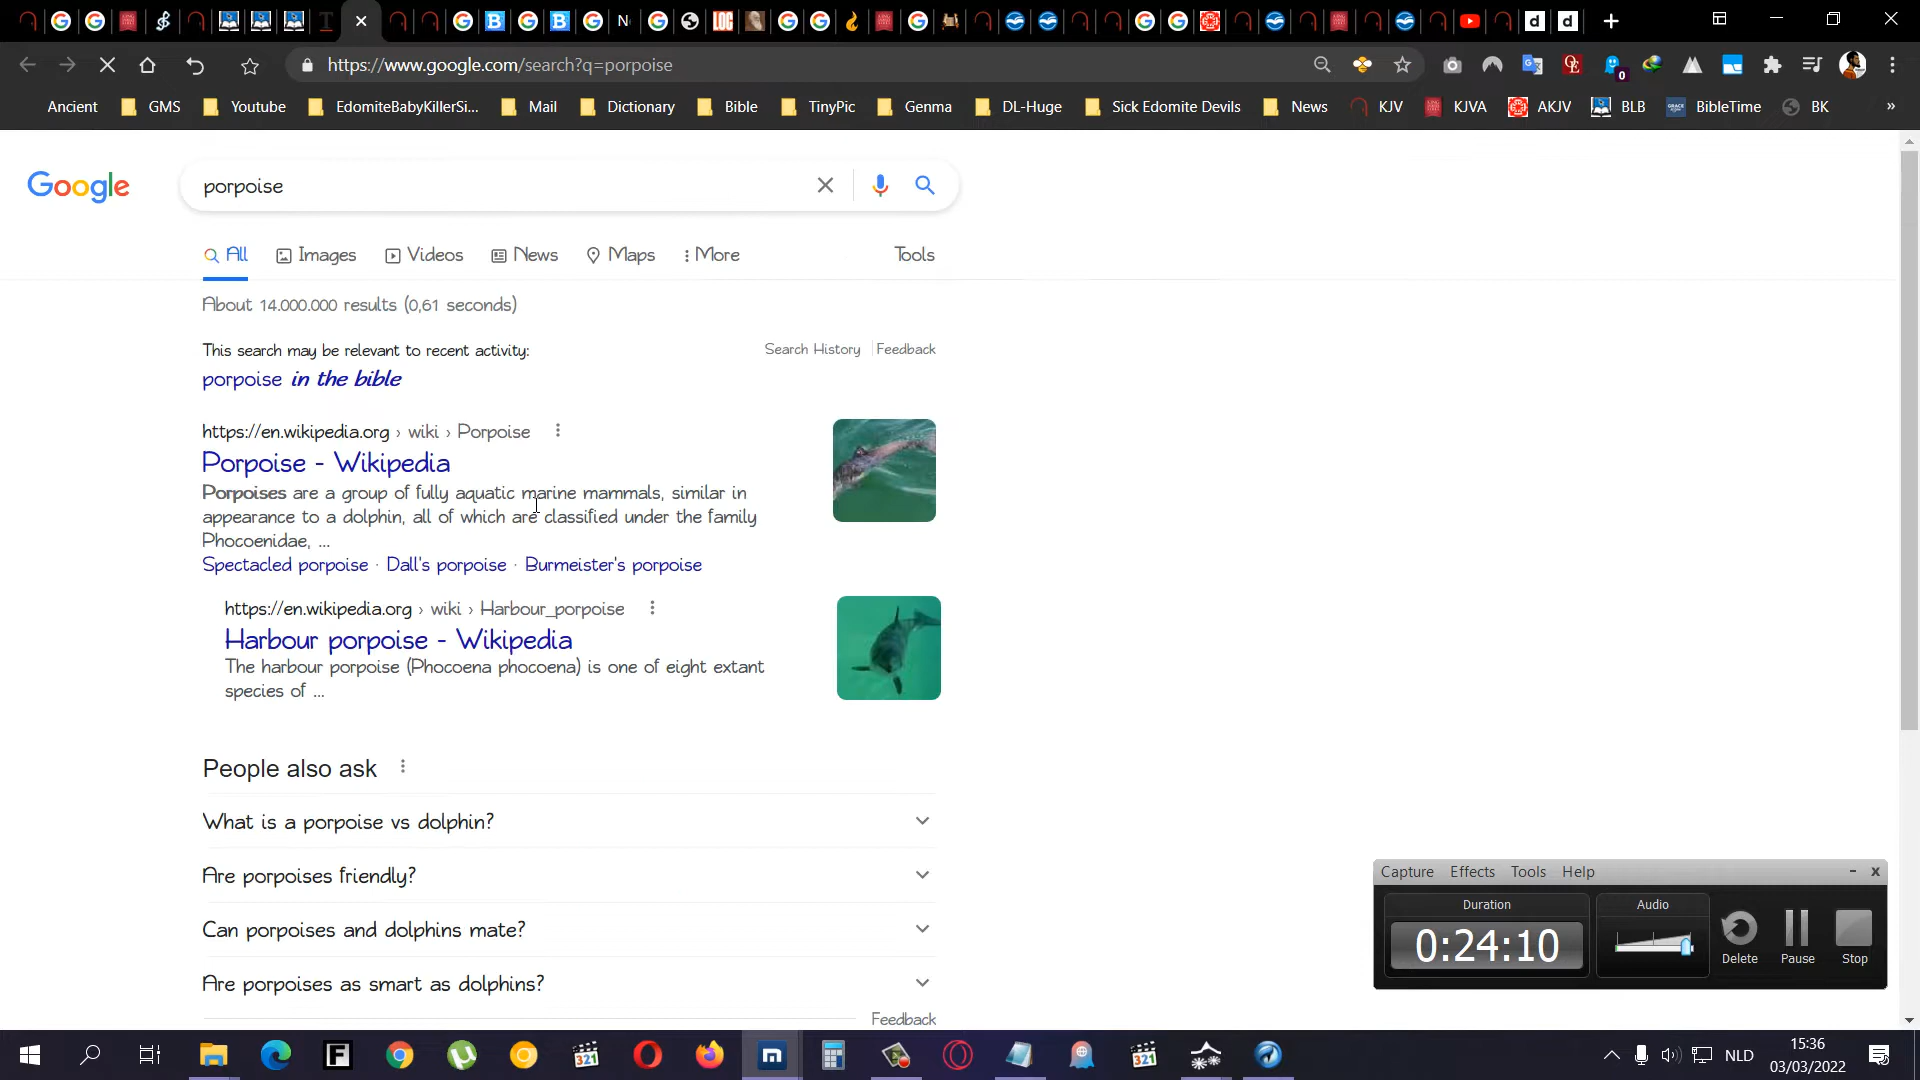 https://www.google.com/search?q=porpoise
0
Ancient GMS Youtube EdomiteBabyKillerSi... Mail Dictionary Bible TinyPic Genma DL-Huge Sick Edomite Devils News KJV KJVA AKJV BLB BibleTime BK »
Google porpoise
All Images Videos News Maps More Tools
About 14.000.000 results (0,61 seconds)
This search may be relevant to recent activity: Search History Feedback
porpoise in the bible
https://en.wikipedia.org › wiki › Porpoise
Porpoise - Wikipedia
Porpoises are a group of fully aquatic marine mammals, similar in
appearance to a dolphin, all of which are classified under the family
Phocoenidae, ...
Spectacled porpoise · Dall's porpoise · Burmeister's porpoise
https://en.wikipedia.org › wiki › Harbour_porpoise
Harbour porpoise - Wikipedia
The harbour porpoise (Phocoena phocoena) is one of eight extant
species of ...
People also ask
What is a porpoise vs dolphin?
Are porpoises friendly?
Can porpoises and dolphins mate?
Are porpoises as smart as dolphins?
Feedback
Capture Effects Tools Help
Duration Audio
0:24:10
Delete Pause Stop
NLD
15:36
03/03/2022